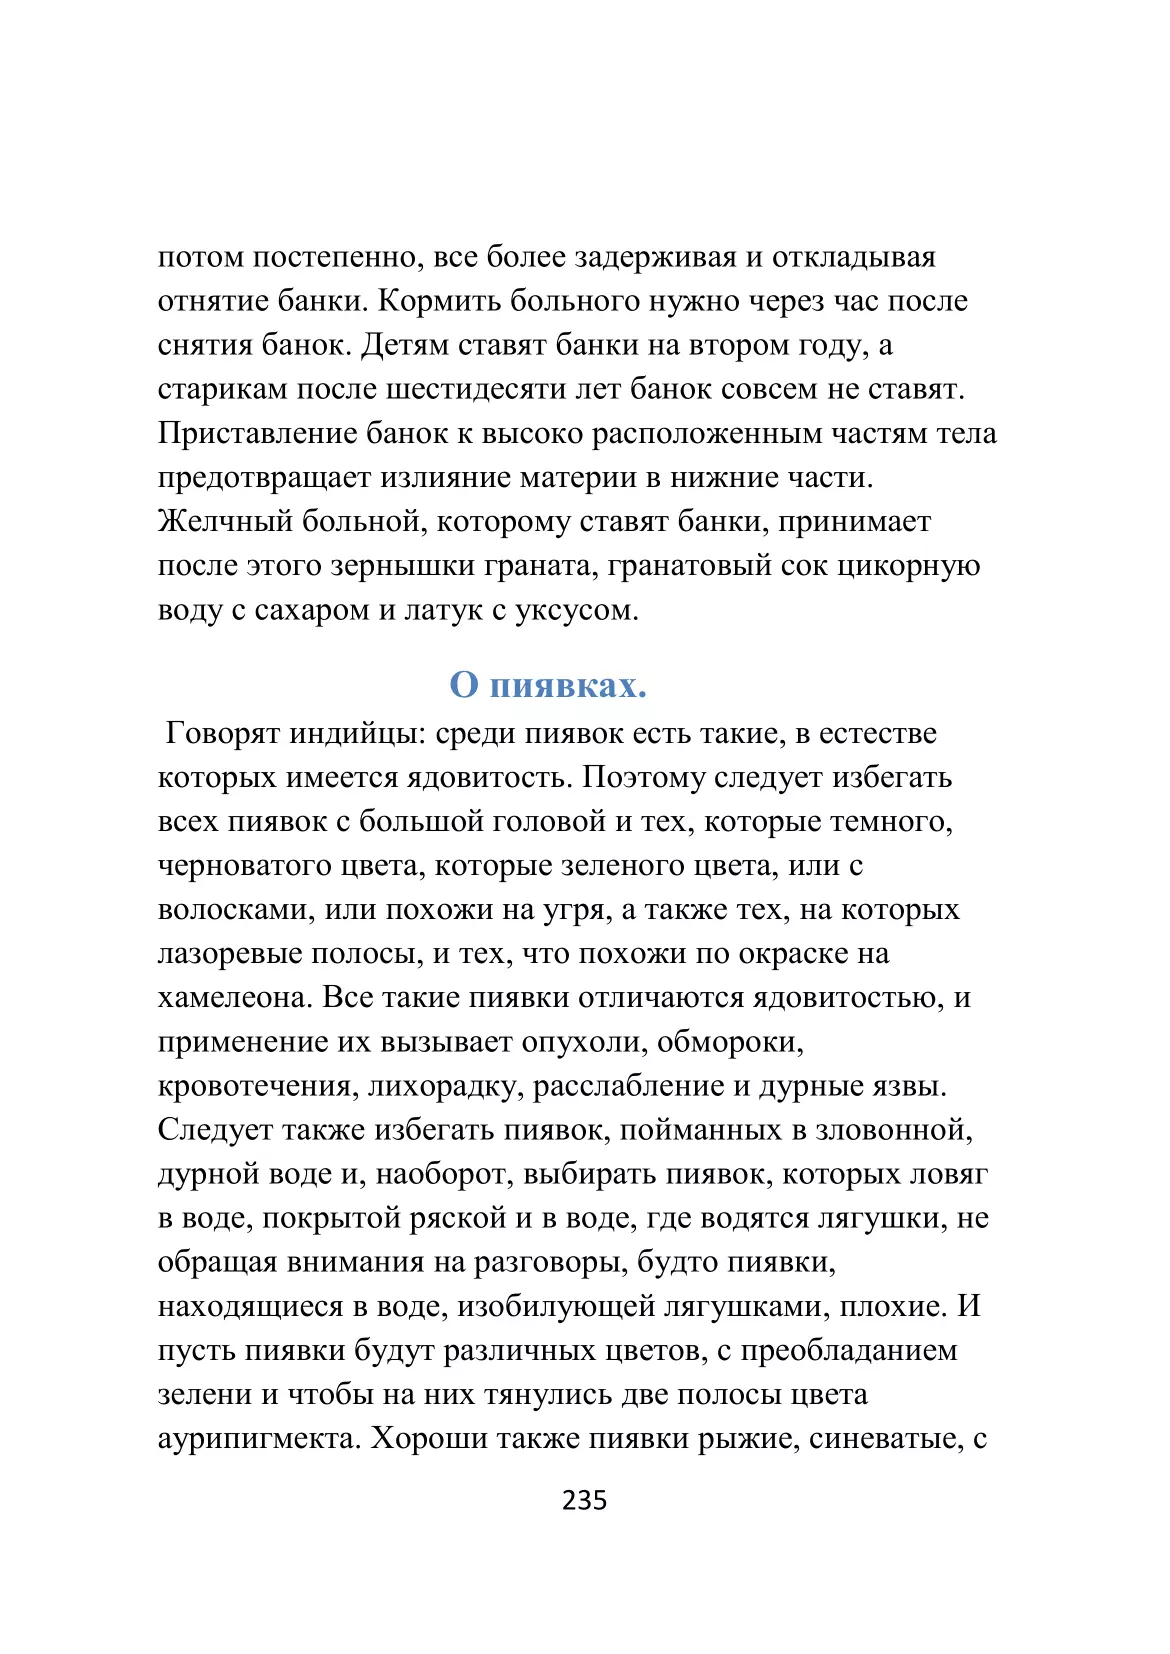 потом постепенно, все более задерживая и откладывая
отнятие банки. Кормить больного нужно через час после
снятия банок. Детям ставят банки на втором году, а
старикам после шестидесяти лет банок совсем не ставят.
Приставление банок к высоко расположенным частям тела
предотвращает излияние материи в нижние части.
Желчный больной, которому ставят банки, принимает
после этого зернышки граната, гранатовый сок цикорную
воду с сахаром и латук с уксусом.
О пиявках.
Говорят индийцы: среди пиявок есть такие, в естестве
которых имеется ядовитость. Поэтому следует избегать
всех пиявок с большой головой и тех, которые темного,
черноватого цвета, которые зеленого цвета, или с
волосками, или похожи на угря, а также тех, на которых
лазоревые полосы, и тех, что похожи по окраске на
хамелеона. Все такие пиявки отличаются ядовитостью, и
применение их вызывает опухоли, обмороки,
кровотечения, лихорадку, расслабление и дурные язвы.
Следует также избегать пиявок, пойманных в зловонной,
дурной воде и, наоборот, выбирать пиявок, которых ловяг
в воде, покрытой ряской и в воде, где водятся лягушки, не
обращая внимания на разговоры, будто пиявки,
находящиеся в воде, изобилующей лягушками, плохие. И
пусть пиявки будут различных цветов, с преобладанием
зелени и чтобы на них тянулись две полосы цвета
аурипигмекта. Хороши также пиявки рыжие, синеватые, с
235